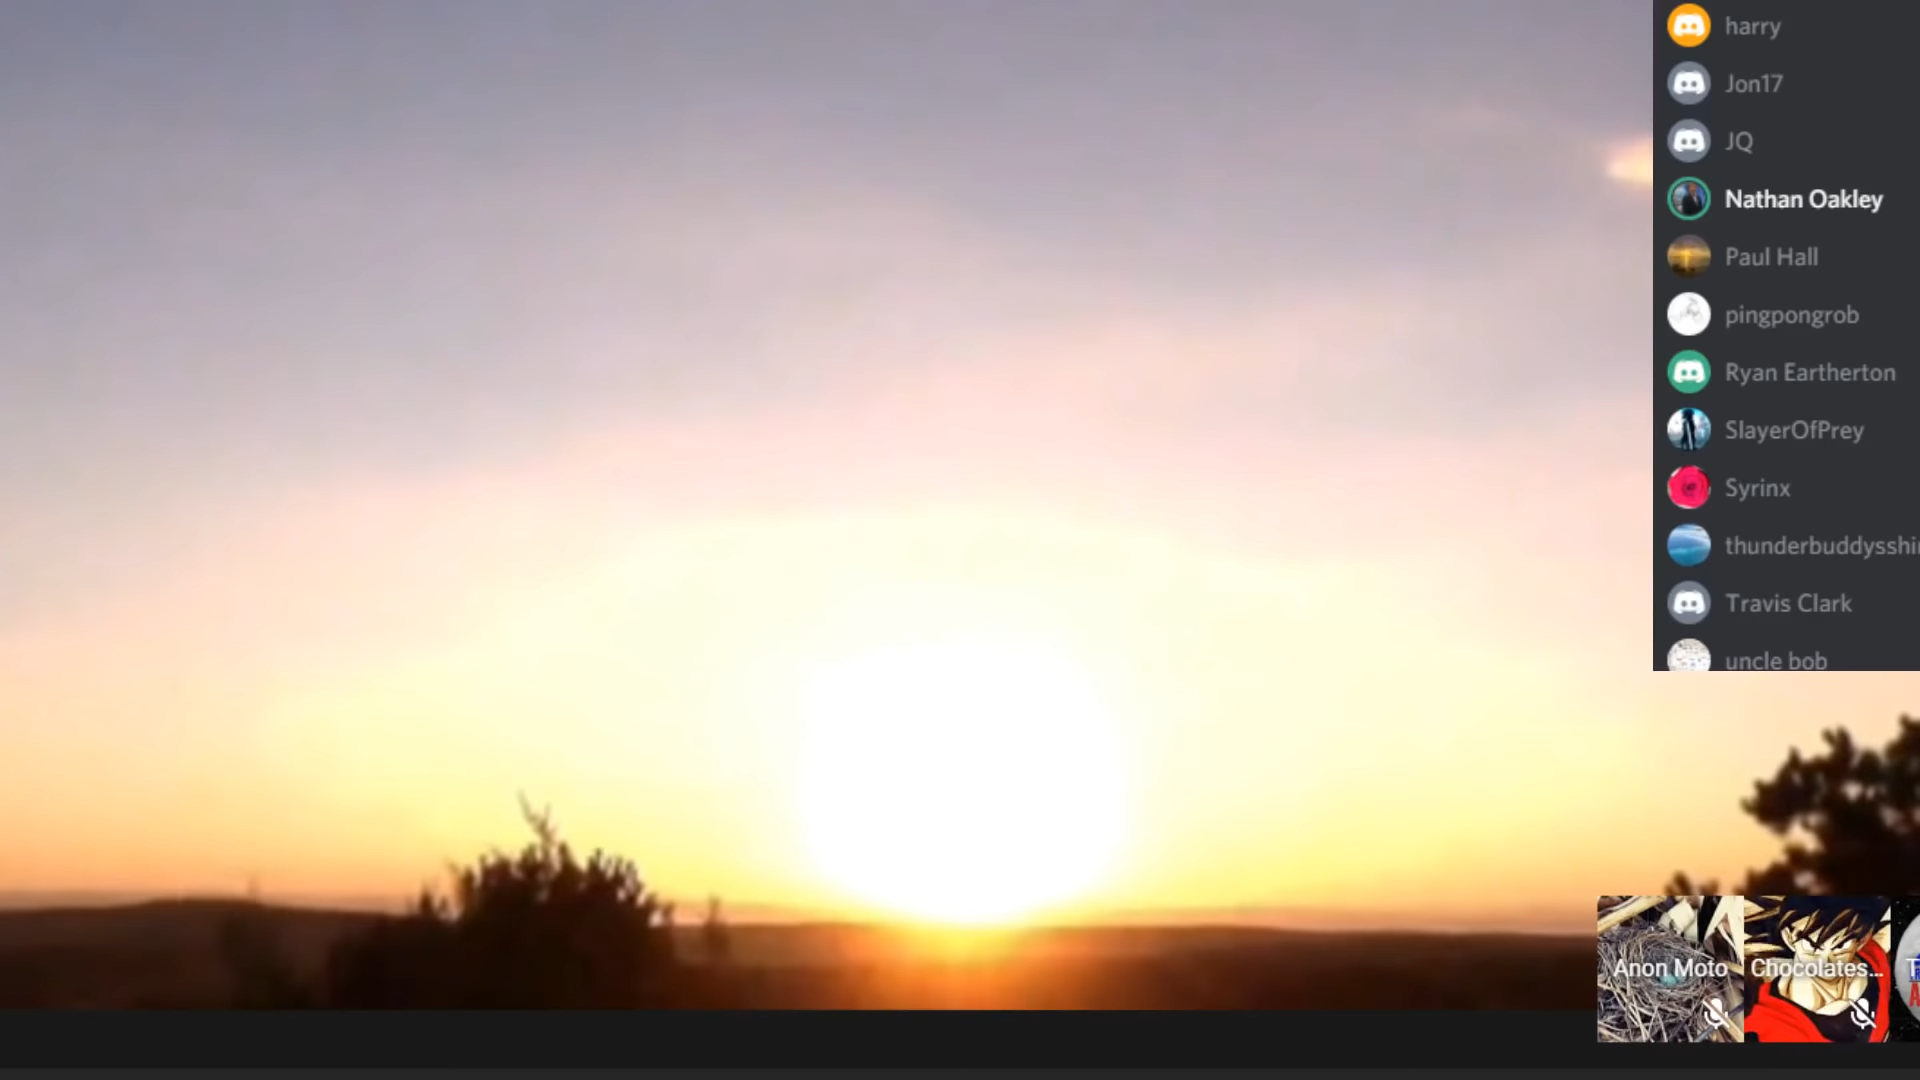 harry
Jon17
JQ
Nathan Oakley
Paul Hall
pingpongrob
Ryan Eartherton
SlayerOfPrey
Syrinx
thunderbuddysshi
Travis Clark
uncle bob
Anon Moto
Chocolates...